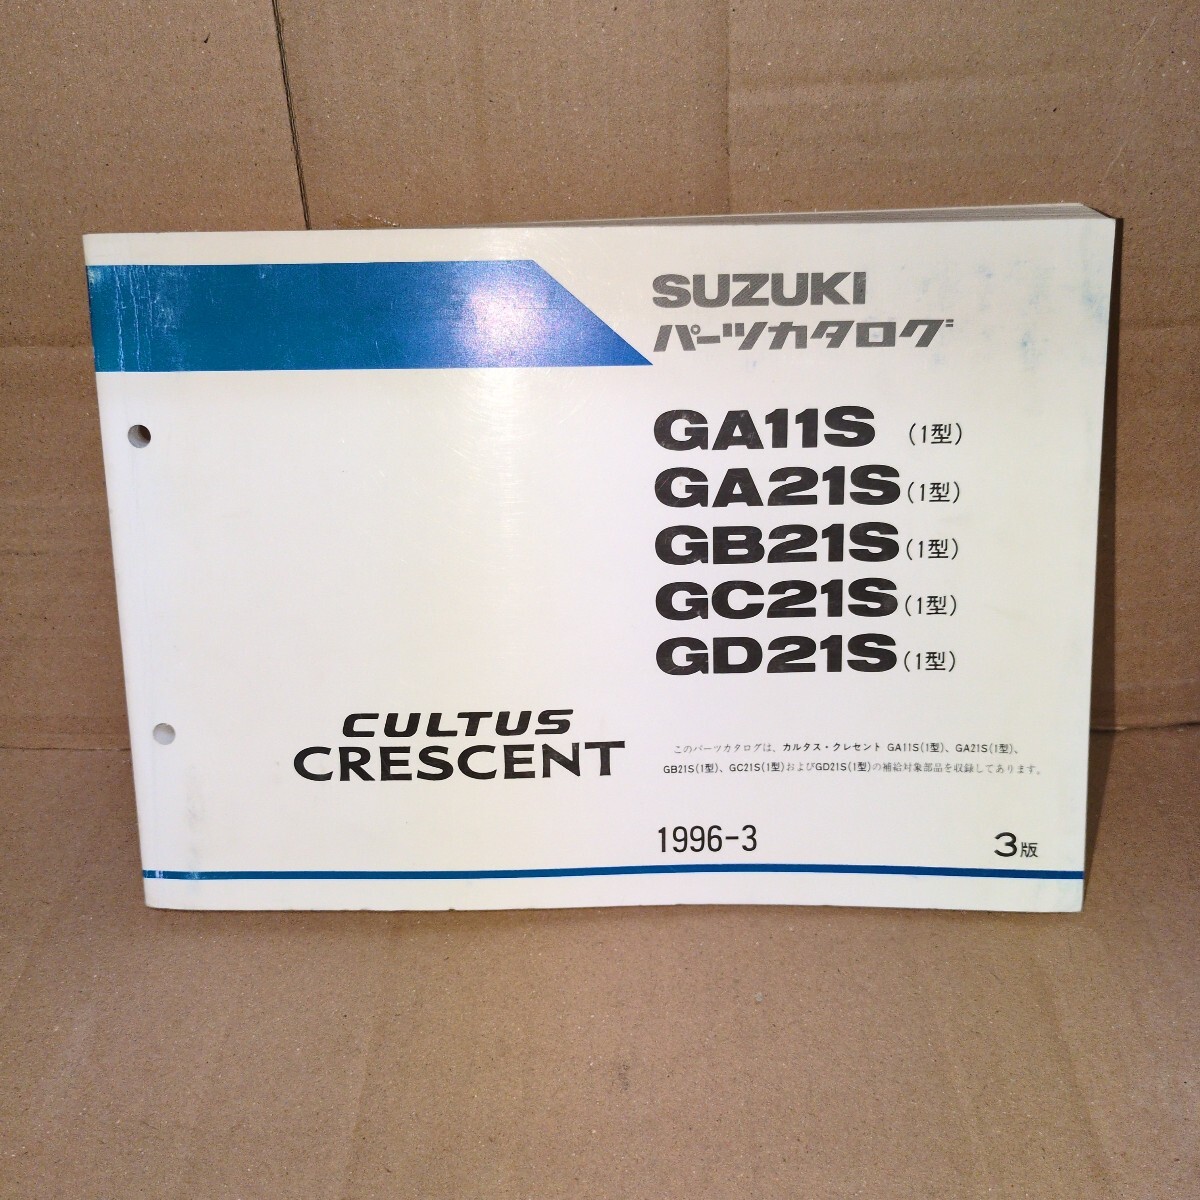 SUZUKI
パーツカタログ
GA11S (1型)
GA21S (1型)
GB21S (1型)
GC21S (1型)
GD21S (1型)
CULTUS
CRESCENT
このパーツカタログは、カルタス・クレセント GA11S(1型)、GA21S(1型)、
GB21S(1型)、GC21S(1型)およびGD21S(1型)の補給対象部品を収録してあります。
1996-3 3版